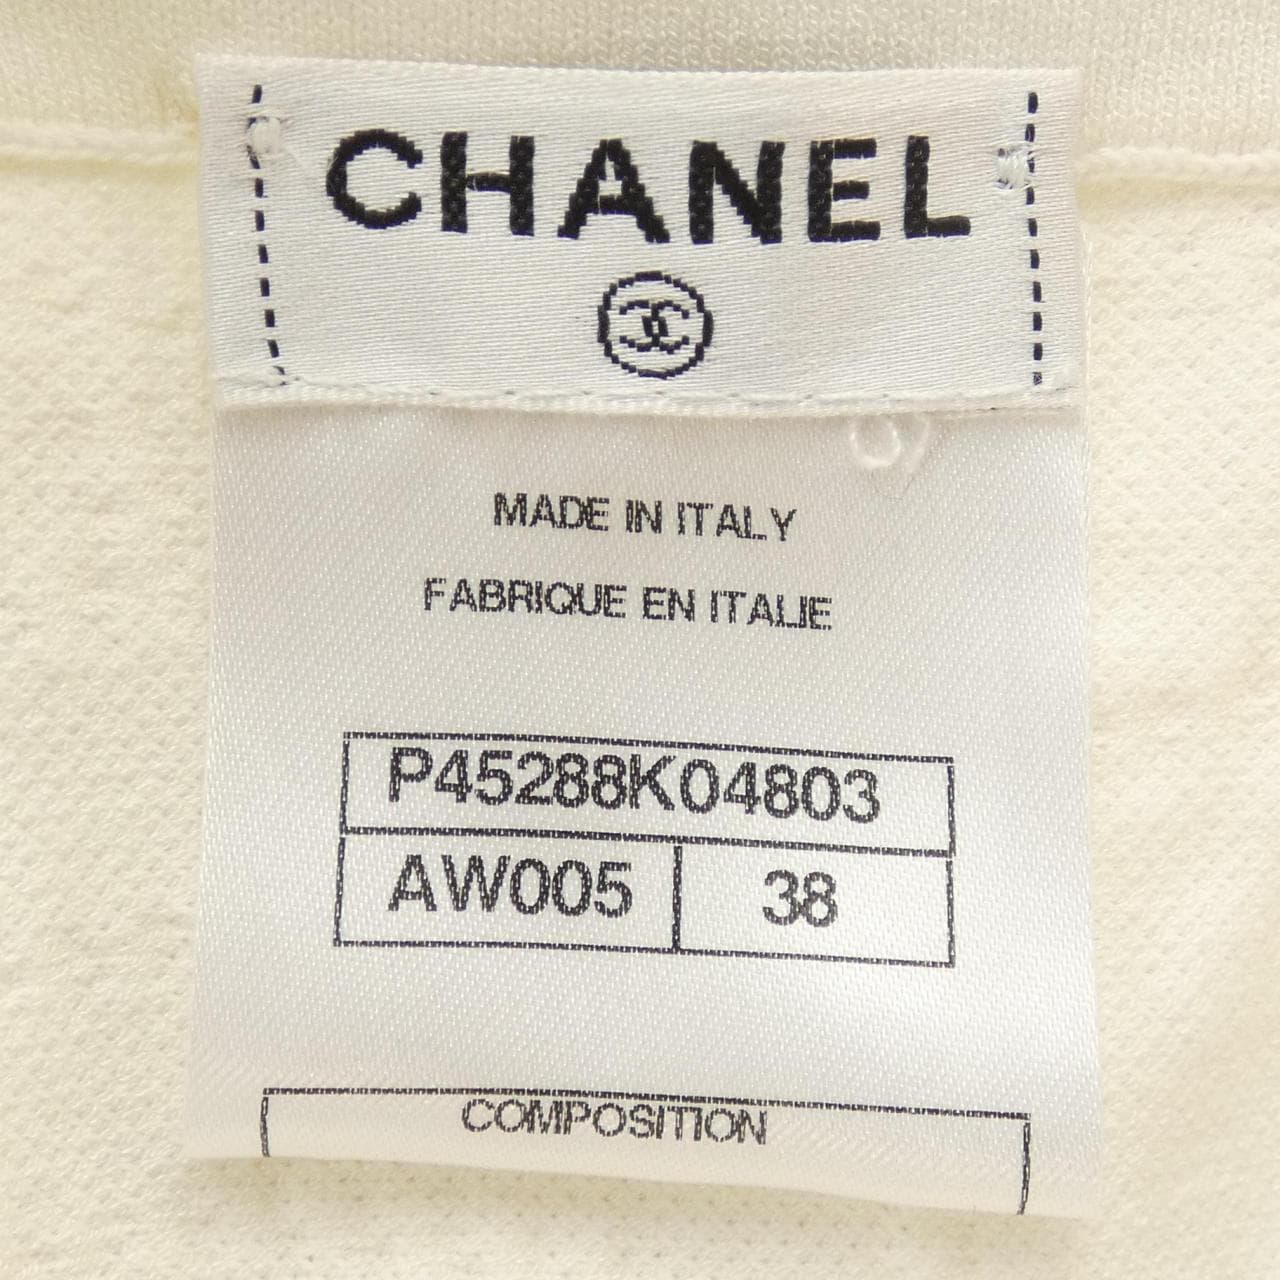 CHANEL
MADE IN ITALY
FABRIQUE EN ITALIE
P45288K04803
AW005 38
COMPOSITION